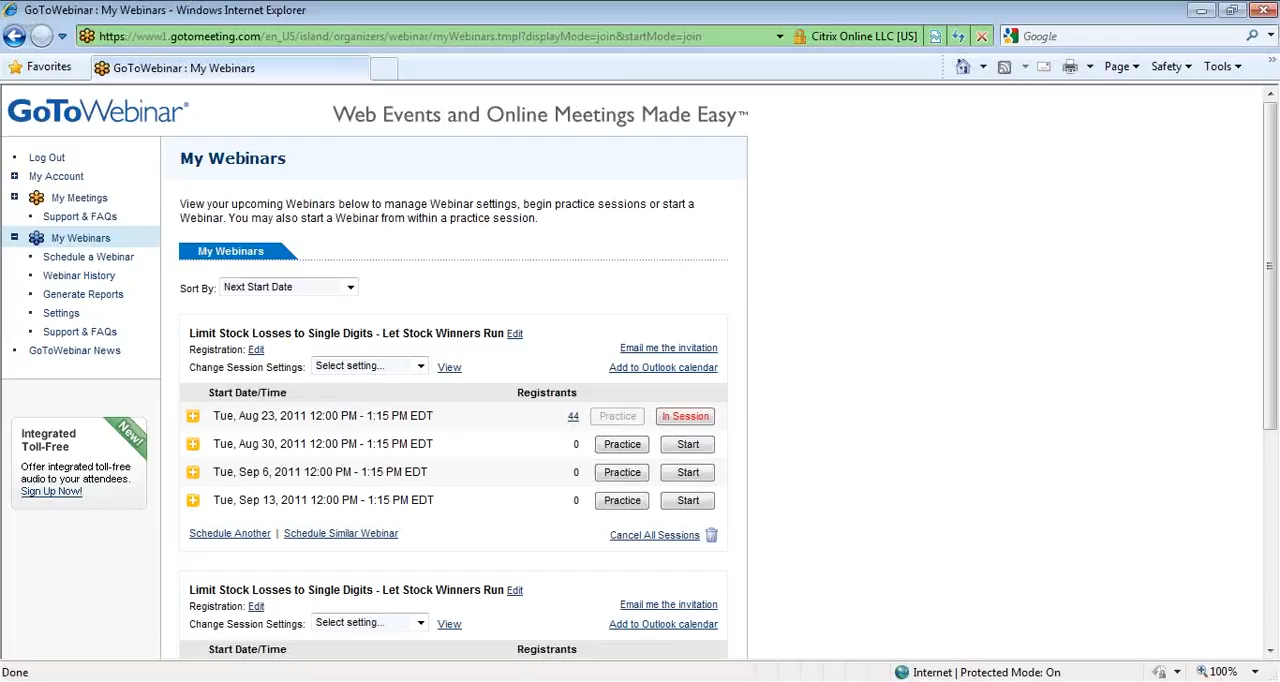 GoToWebinar : My Webinars - Windows Internet Explorer
https://www1.gotomeeting.com/en_US/island/organizers/webinar/myWebinars.tmpl?displayMode=join&startMode=join
Citrix Online LLC [US]
Google
Favorites
GoToWebinar : My Webinars
Page
Safety
Tools
GoToWebinar®
Web Events and Online Meetings Made Easy™
Log Out
My Account
My Meetings
Support & FAQs
My Webinars
Schedule a Webinar
Webinar History
Generate Reports
Settings
Support & FAQs
GoToWebinar News
Integrated
Toll-Free
New!
Offer integrated toll-free
audio to your attendees.
Sign Up Now!
My Webinars
View your upcoming Webinars below to manage Webinar settings, begin practice sessions or start a
Webinar. You may also start a Webinar from within a practice session.
My Webinars
Sort By: Next Start Date
Limit Stock Losses to Single Digits - Let Stock Winners Run Edit
Registration: Edit
Email me the invitation
Change Session Settings: Select setting... View
Add to Outlook calendar
Start Date/Time Registrants
Tue, Aug 23, 2011 12:00 PM - 1:15 PM EDT 44 Practice In Session
Tue, Aug 30, 2011 12:00 PM - 1:15 PM EDT 0 Practice Start
Tue, Sep 6, 2011 12:00 PM - 1:15 PM EDT 0 Practice Start
Tue, Sep 13, 2011 12:00 PM - 1:15 PM EDT 0 Practice Start
Schedule Another | Schedule Similar Webinar Cancel All Sessions
Limit Stock Losses to Single Digits - Let Stock Winners Run Edit
Registration: Edit
Email me the invitation
Change Session Settings: Select setting... View
Add to Outlook calendar
Start Date/Time Registrants
Done
Internet | Protected Mode: On
100%